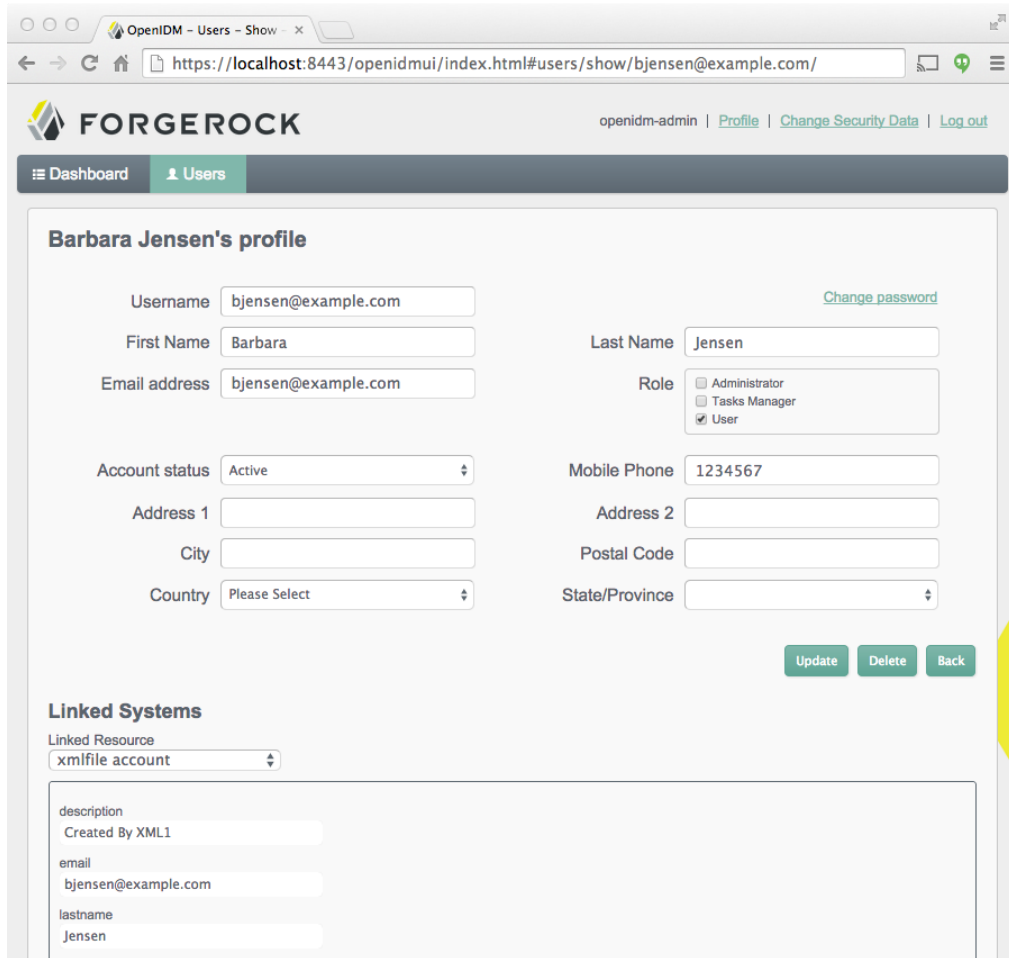 OpenIDM – Users – Show –
https://localhost:8443/openidmui/index.html#users/show/bjensen@example.com/
FORGEROCK
openidm-admin | Profile | Change Security Data | Log out
Dashboard
Users
Barbara Jensen's profile
Username bjensen@example.com
Change password
First Name Barbara
Last Name Jensen
Email address bjensen@example.com
Role
Administrator
Tasks Manager
User
Account status Active
Mobile Phone 1234567
Address 1
Address 2
City
Postal Code
Country Please Select
State/Province
Update
Delete
Back
Linked Systems
Linked Resource
xmlfile account
description
Created By XML1
email
bjensen@example.com
lastname
Jensen